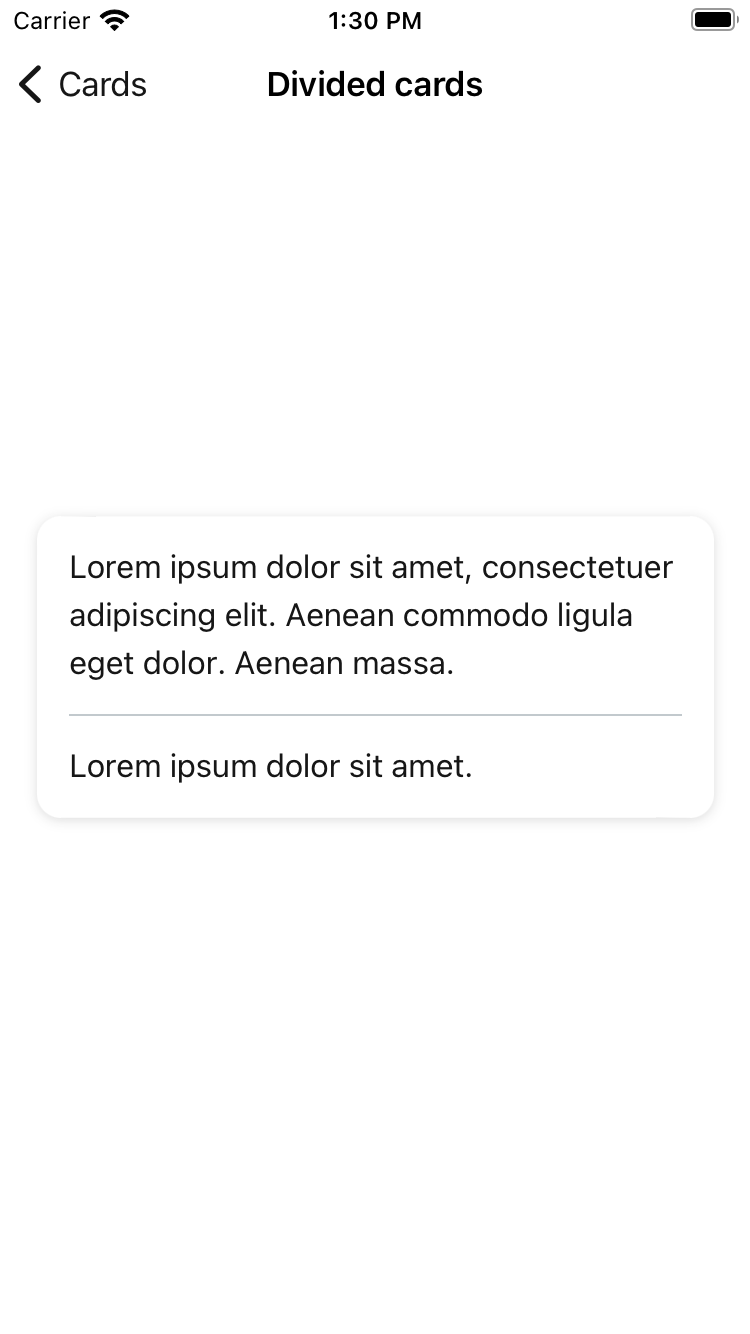 Carrier 1:30 PM
Cards Divided cards
Lorem ipsum dolor sit amet, consectetuer
adipiscing elit. Aenean commodo ligula
eget dolor. Aenean massa.
Lorem ipsum dolor sit amet.